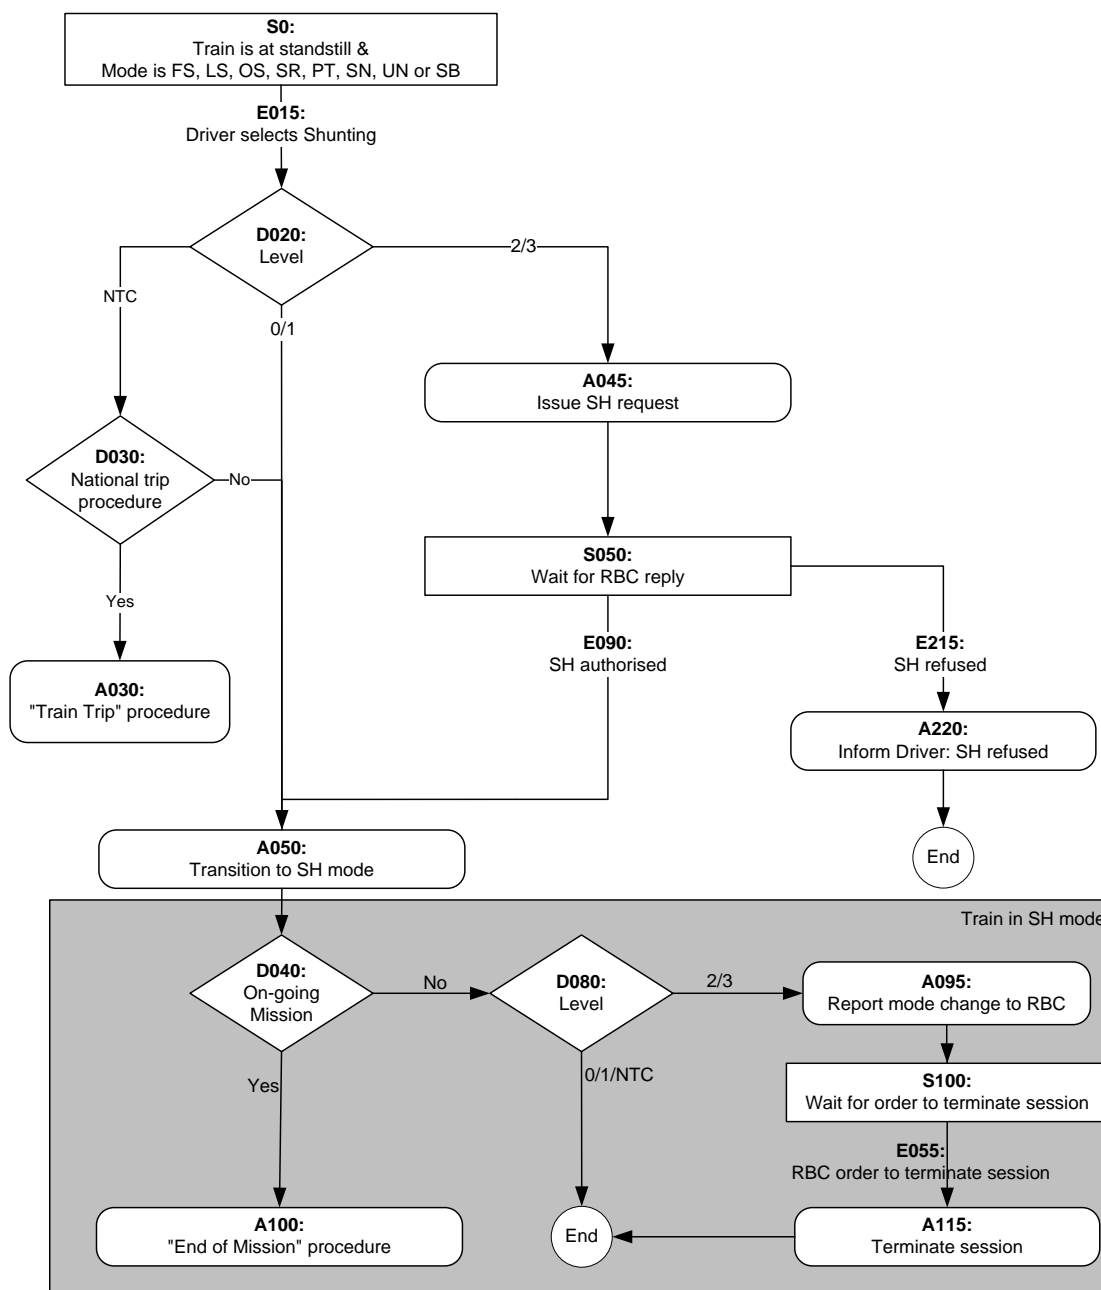 S0:
Train is at standstill &
Mode is FS, LS, OS, SR, PT, SN, UN or SB
E015:
Driver selects Shunting
D020:
Level
2/3
NTC
0/1
A045:
Issue SH request
D030:
National trip
procedure
No
S050:
Wait for RBC reply
Yes
E090:
SH authorised
E215:
SH refused
A030:
"Train Trip" procedure
A220:
Inform Driver: SH refused
A050:
Transition to SH mode
End
Train in SH mode
D040:
On-going
Mission
No
D080:
Level
2/3
A095:
Report mode change to RBC
Yes
0/1/NTC
S100:
Wait for order to terminate session
E055:
RBC order to terminate session
A100:
"End of Mission" procedure
End
A115:
Terminate session